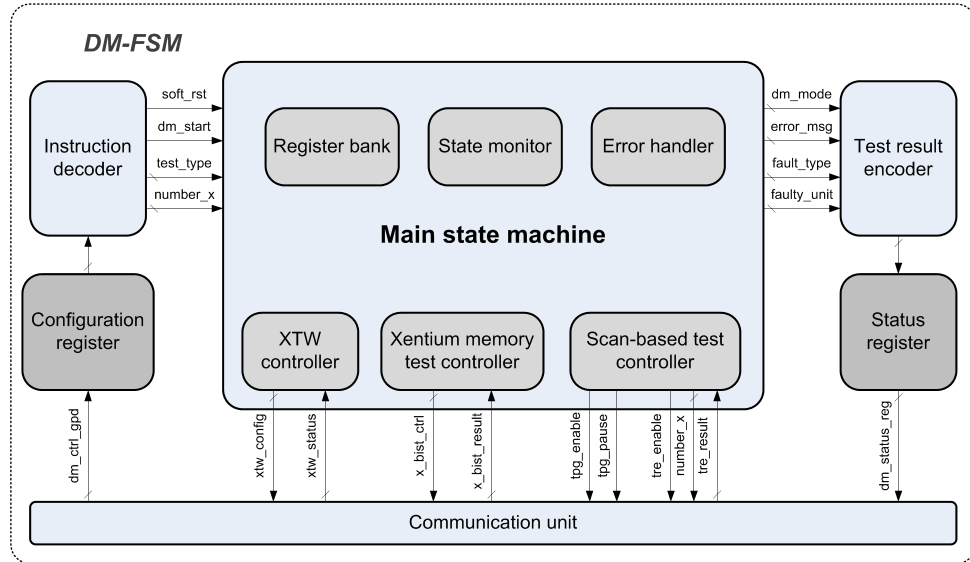 DM-FSM
Instruction
decoder
soft_rst
dm_start
test_type
number_x
Register bank
State monitor
Error handler
Main state machine
dm_mode
error_msg
fault_type
faulty_unit
Test result
encoder
Configuration
register
XTW
controller
Xentium memory
test controller
Scan-based test
controller
Status
register
dm_ctrl_gpd
xtw_config
xtw_status
x_bist_ctrl
x_bist_result
tpg_enable
tpg_pause
tre_enable
number_x
tre_result
dm_status_reg
Communication unit